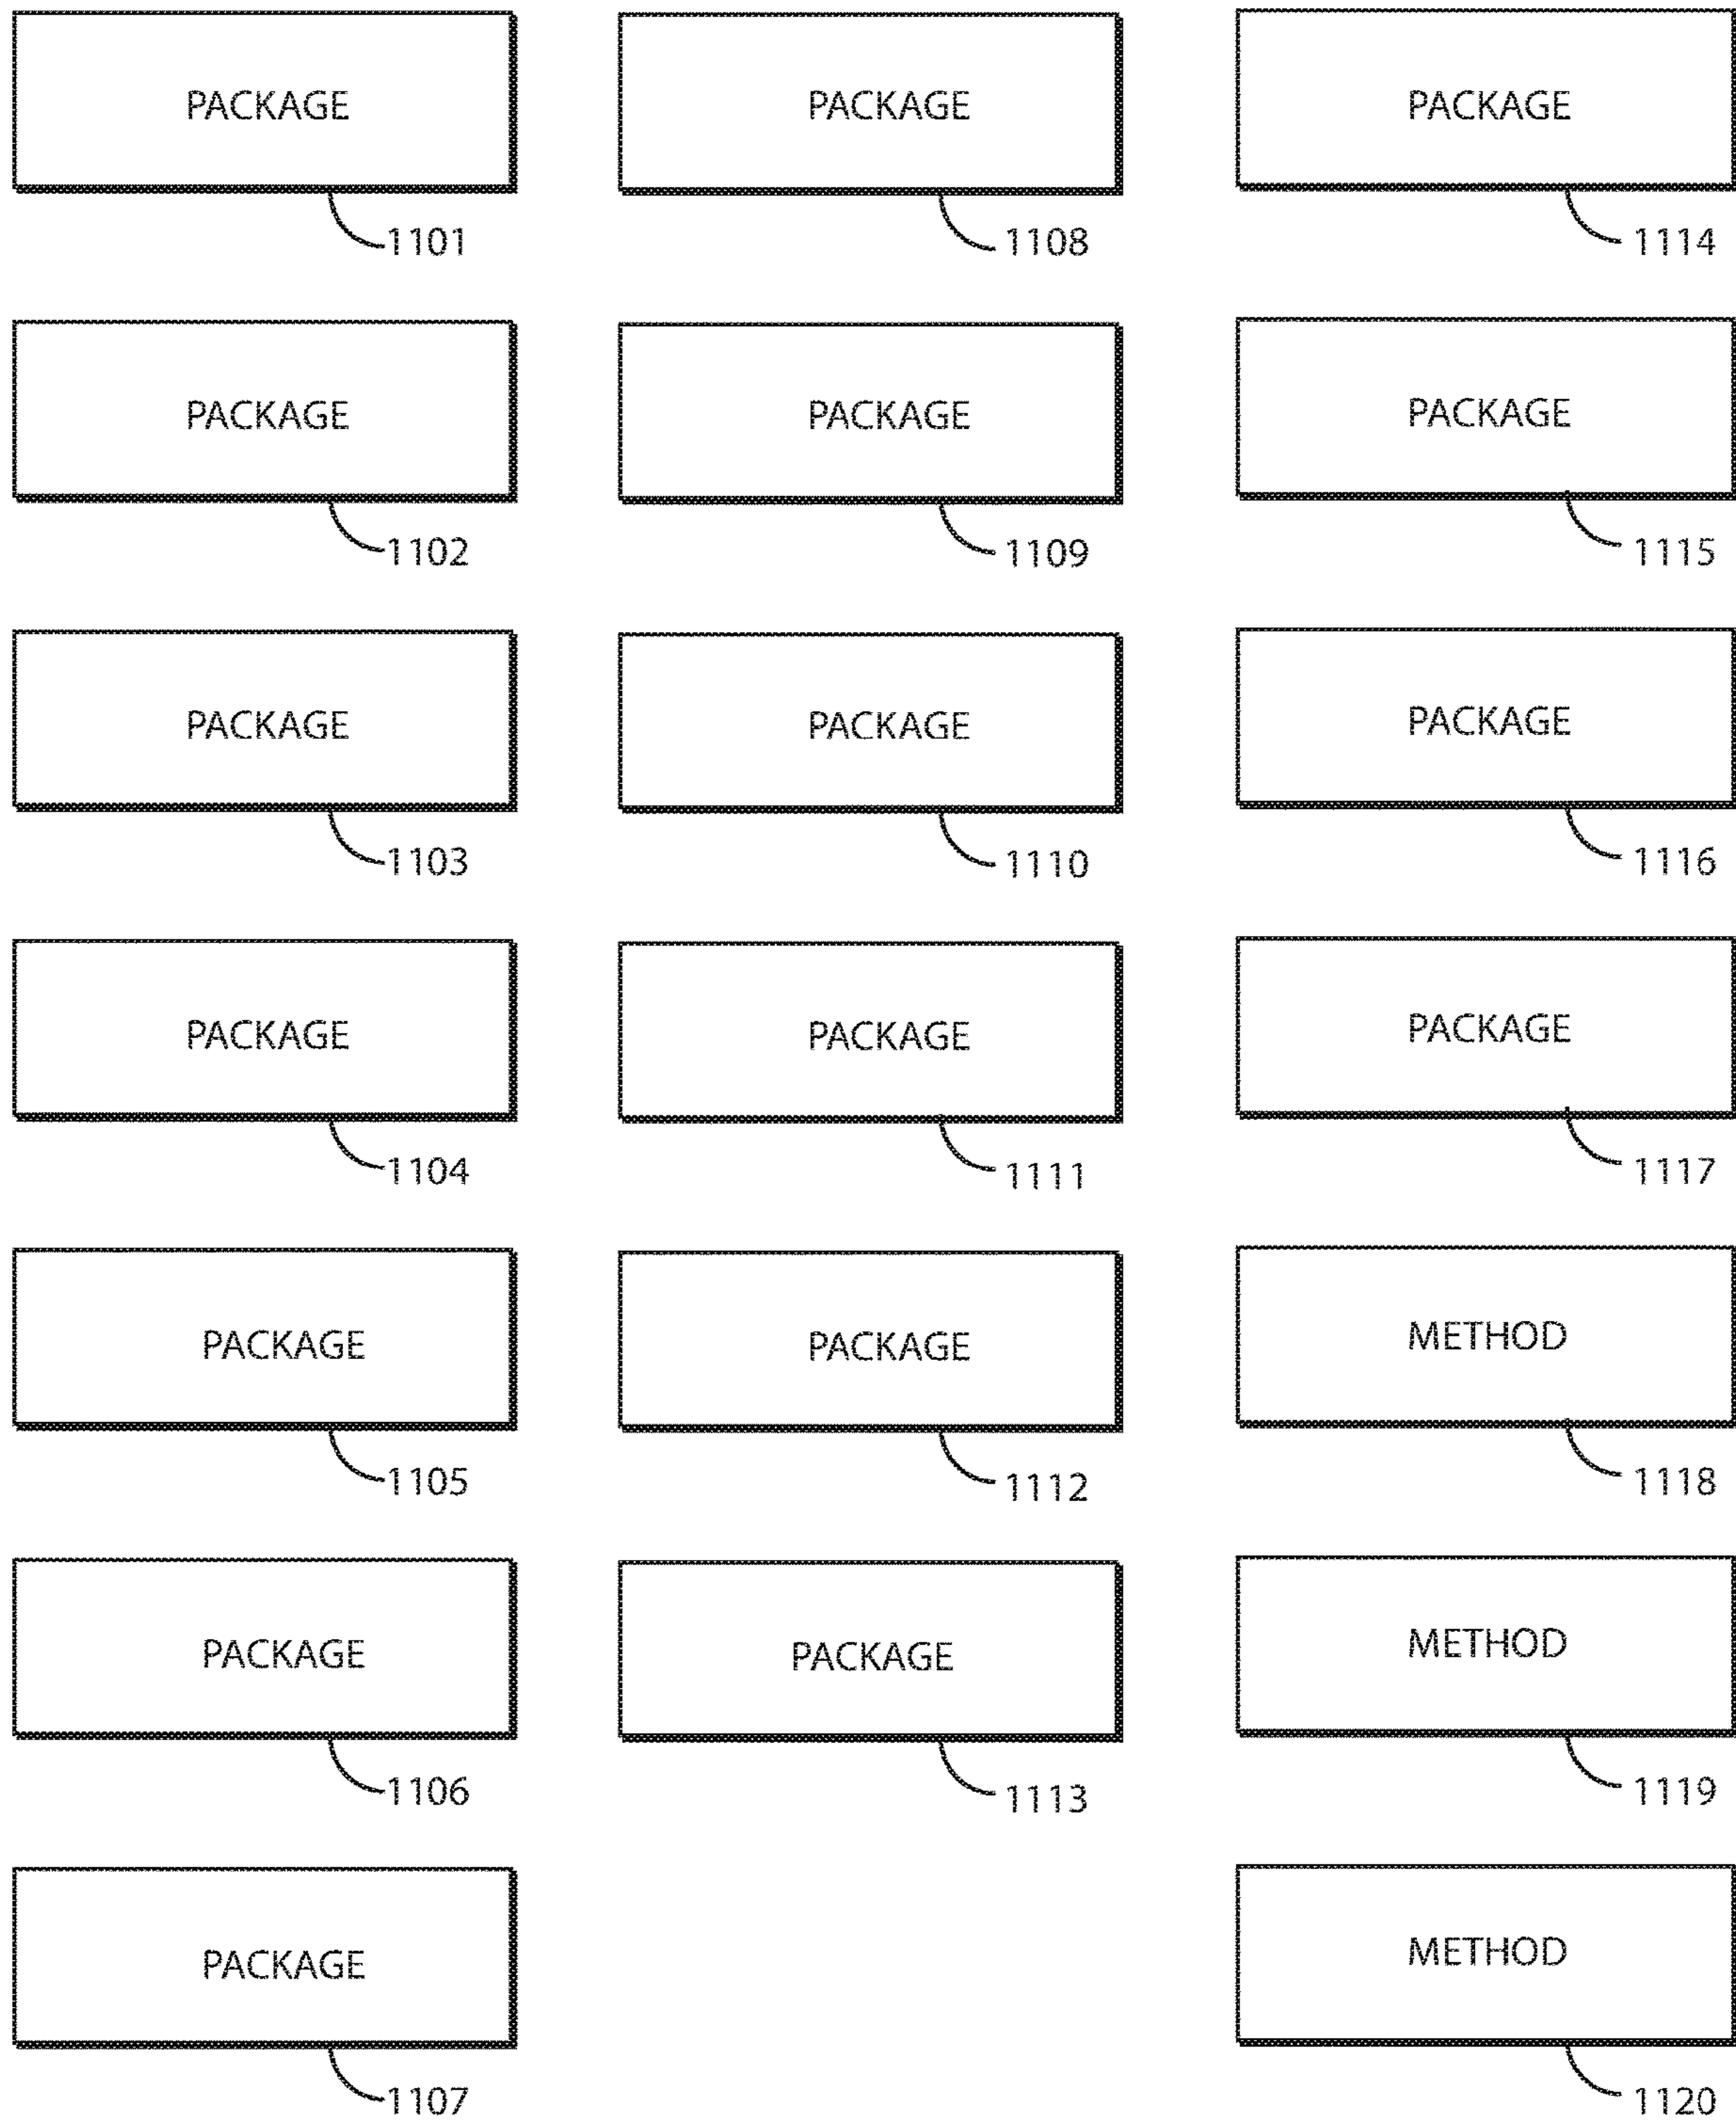 PACKAGE
1101
PACKAGE
1102
PACKAGE
1103
PACKAGE
1104
PACKAGE
1105
PACKAGE
1106
PACKAGE
1107
PACKAGE
1108
PACKAGE
1109
PACKAGE
1110
PACKAGE
1111
PACKAGE
1112
PACKAGE
1113
PACKAGE
1114
PACKAGE
1115
PACKAGE
1116
PACKAGE
1117
METHOD
1118
METHOD
1119
METHOD
1120